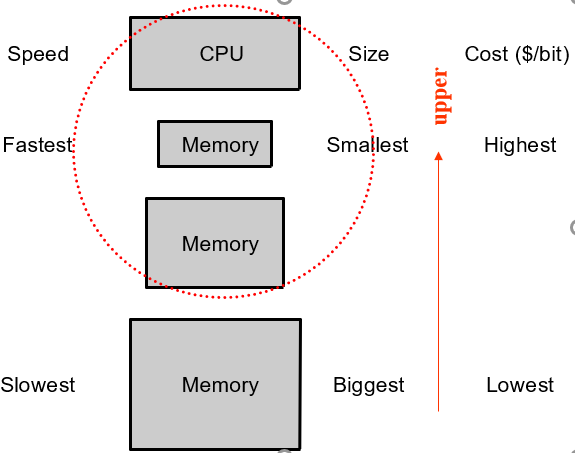 Speed CPU Size Cost ($/bit)
upper
Fastest Memory Smallest Highest
Memory
Slowest Memory Biggest Lowest